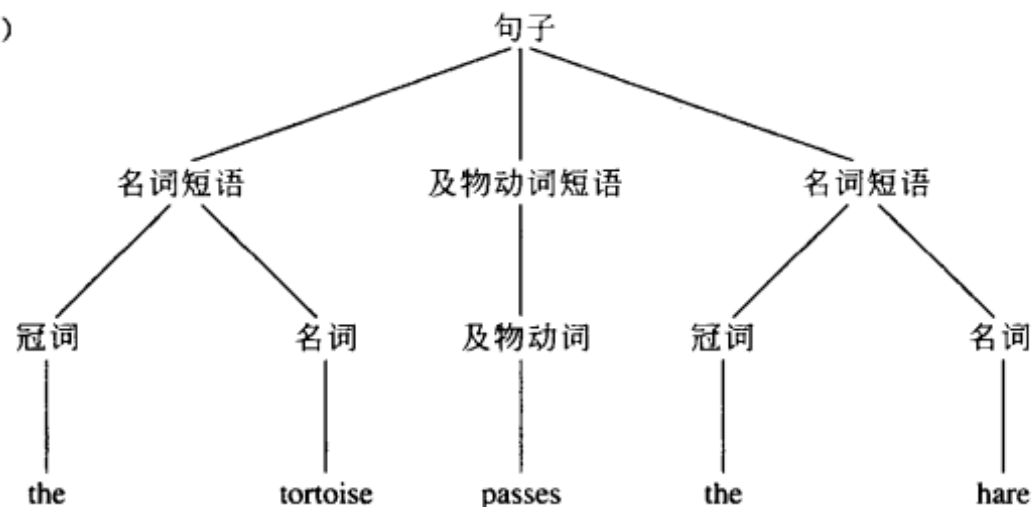 ) 句子
名词短语 及物动词短语 名词短语
冠词 名词 及物动词 冠词 名词
the tortoise passes the hare